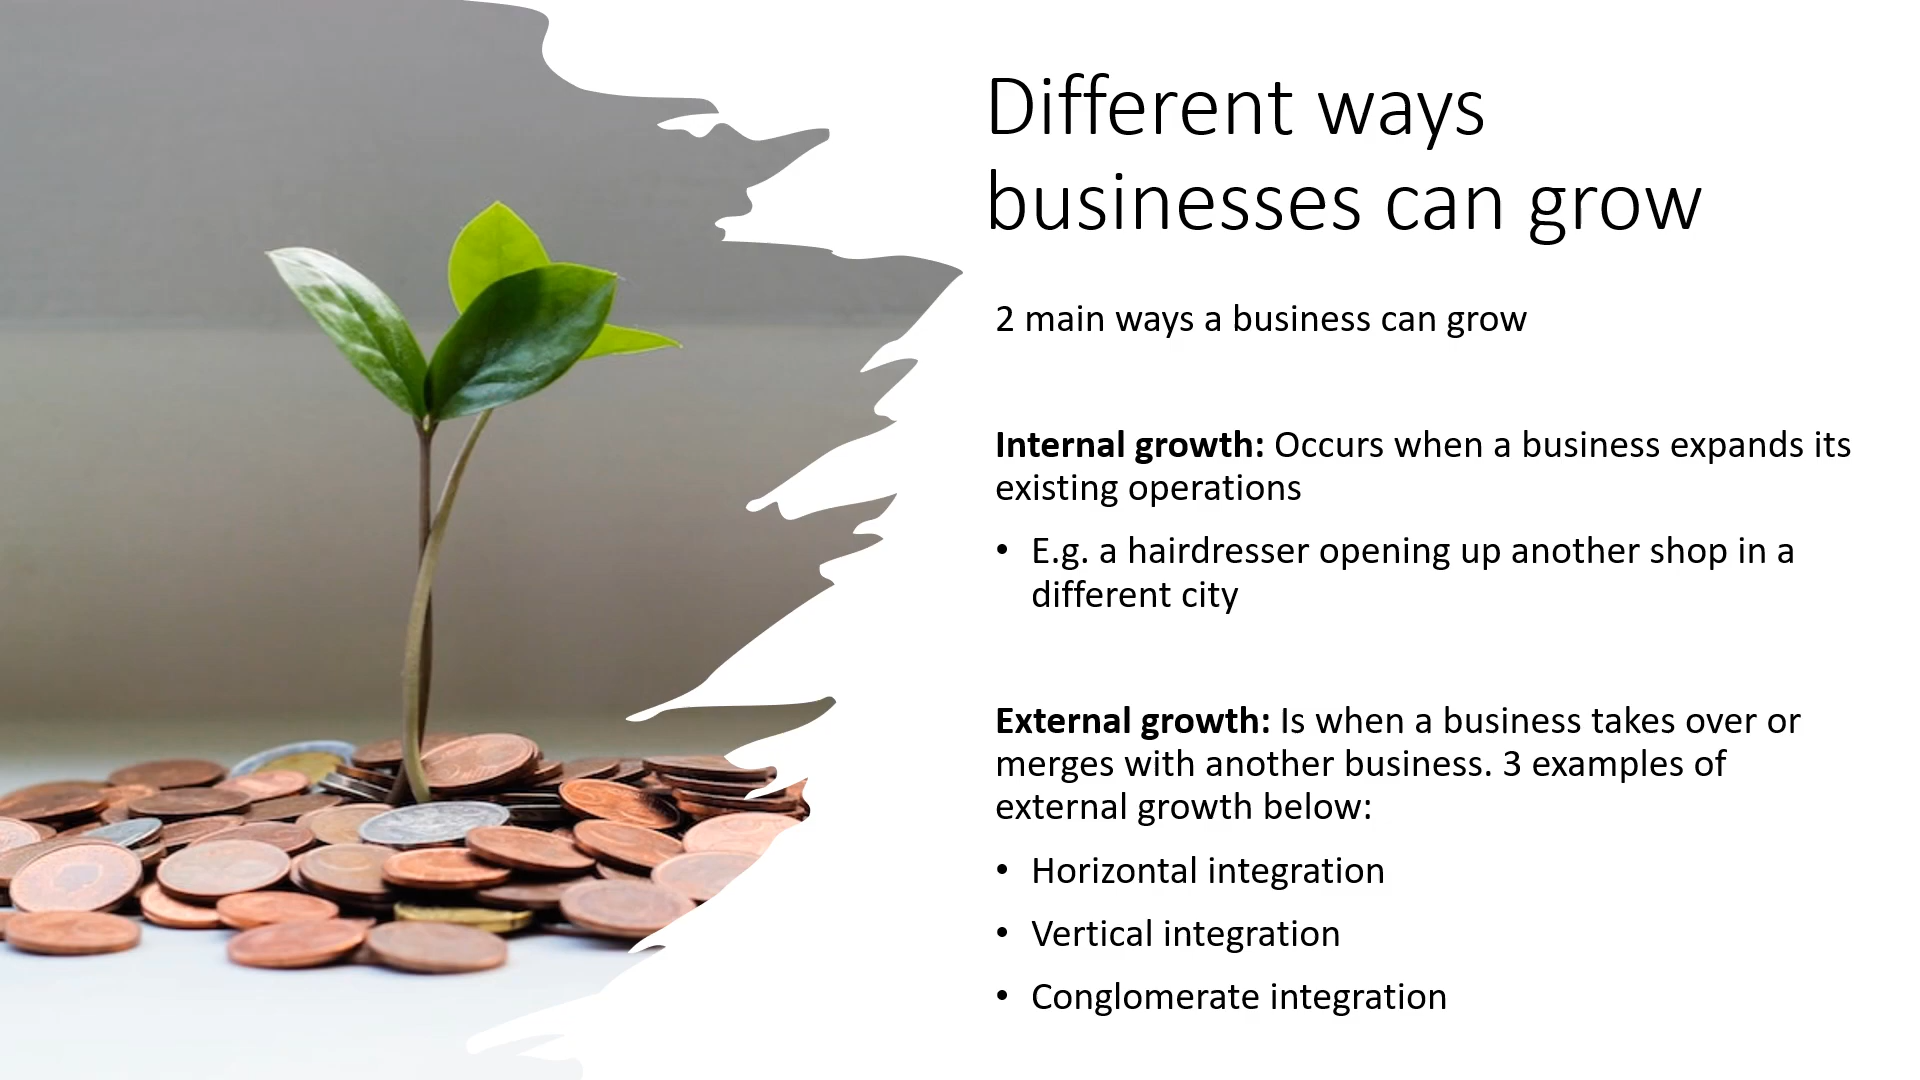 Different ways
businesses can grow
2 main ways a business can grow
Internal growth: Occurs when a business expands its
existing operations
• E.g. a hairdresser opening up another shop in a
different city
External growth: Is when a business takes over or
merges with another business. 3 examples of
external growth below:
• Horizontal integration
• Vertical integration
• Conglomerate integration